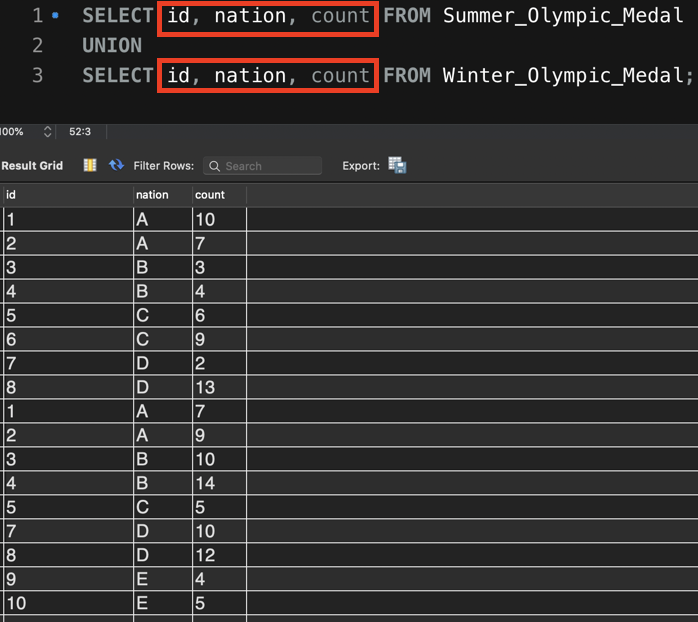 1 SELECT id, nation, count FROM Summer_Olympic_Medal
2 UNION
3 SELECT id, nation, count FROM Winter_Olympic_Medal;
100% 52:3
Result Grid Filter Rows: Search Export:
id nation count
1 A 10
2 A 7
3 B 3
4 B 4
5 C 6
6 C 9
7 D 2
8 D 13
1 A 7
2 A 9
3 B 10
4 B 14
5 C 5
7 D 10
8 D 12
9 E 4
10 E 5